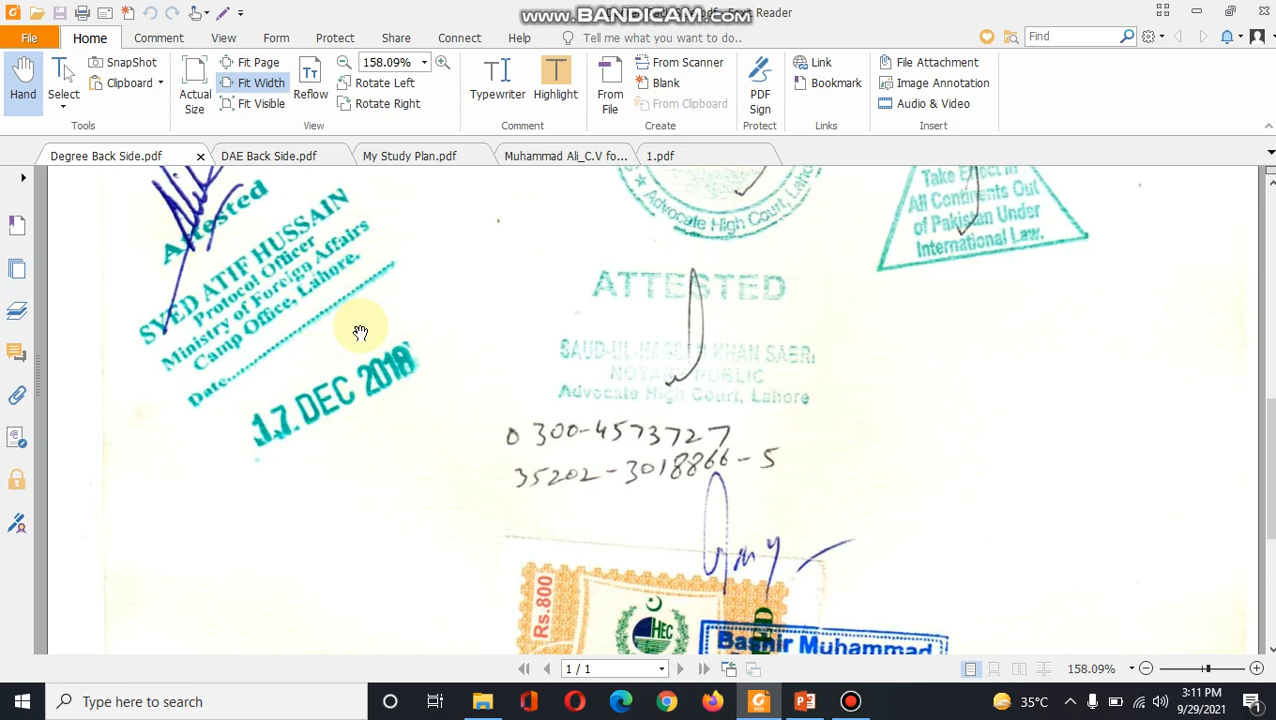 www.BANDICAM.com
Reader
File
Home
Comment
View
Form
Protect
Share
Connect
Help
Tell me what you want to do...
Find
Hand
Select
SnapShot
Clipboard
Actual
Size
Fit Page
Fit Width
Fit Visible
Reflow
158.09%
Rotate Left
Rotate Right
Typewriter
Highlight
From
File
From Scanner
Blank
From Clipboard
PDF
Sign
Link
Bookmark
File Attachment
Image Annotation
Audio & Video
Tools
View
Comment
Create
Protect
Links
Insert
Degree Back Side.pdf
DAE Back Side.pdf
My Study Plan.pdf
Muhammad Ali_C.V fo...
1.pdf
Attested
SYED ATIF HUSSAIN
Protocol Officer
Ministry of Foreign Affairs
Camp Office, Lahore.
Date
17. DEC 2018
Advocate High Court, Lahore
Take Effect in
All Continents Out
of Pakistan Under
International Law.
ATTESTED
KHAN SABRI
NOTARY PUBLIC
Advocate High Court, Lahore
0300-4573727
35202-3018866-5
Rs.800
HEC
Bashir Muhammad
1 / 1
158.09%
Type here to search
35°C
3:11 PM
9/29/2021